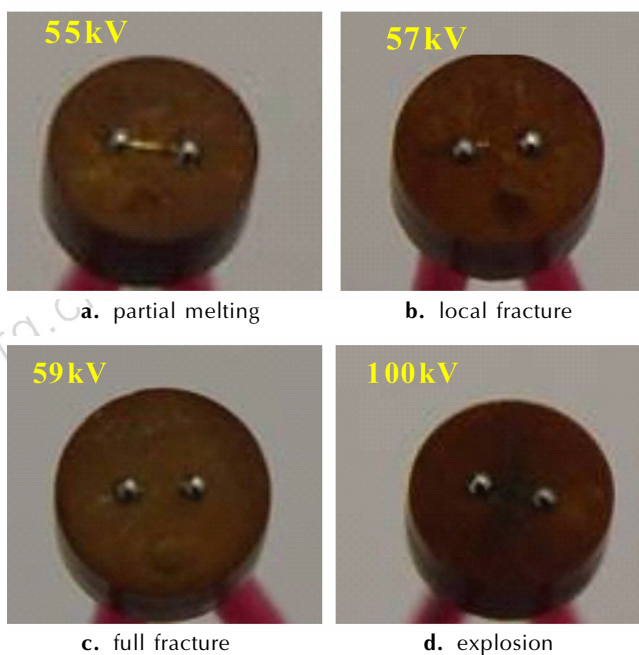 55kV
57kV
a. partial melting
b. local fracture
59kV
100kV
c. full fracture
d. explosion